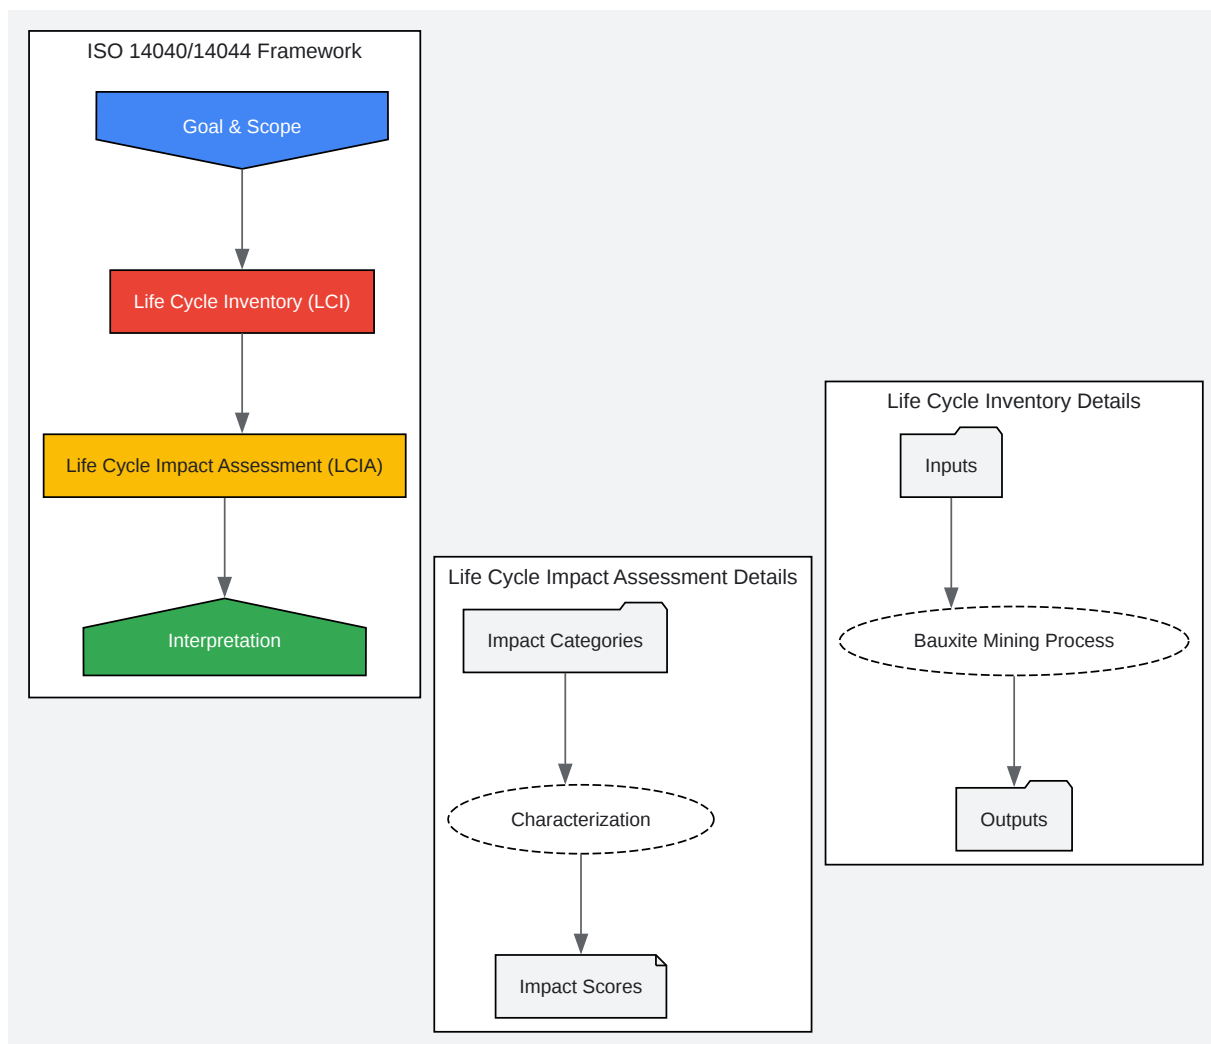 ISO 14040/14044 Framework
Goal & Scope
Life Cycle Inventory (LCI)
Life Cycle Impact Assessment (LCIA)
Interpretation
Life Cycle Impact Assessment Details
Impact Categories
Characterization
Impact Scores
Life Cycle Inventory Details
Inputs
Bauxite Mining Process
Outputs